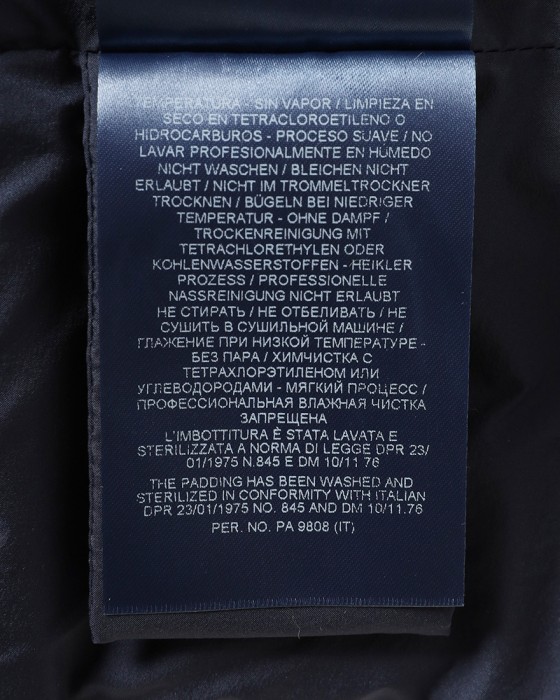 TEMPERATURA - SIN VAPOR / LIMPIEZA EN
SECO EN TETRACLOROETILENO O
HIDROCARBUROS - PROCESO SUAVE / NO
LAVAR PROFESIONALMENTE EN HÚMEDO
NICHT WASCHEN / BLEICHEN NICHT
ERLAUBT / NICHT IM TROMMELTROCKNER
TROCKNEN / BÜGELN BEI NIEDRIGER
TEMPERATUR - OHNE DAMPF /
TROCKENREINIGUNG MIT
TETRACHLORETHYLEN ODER
KOHLENWASSERSTOFFEN - HEIKLER
PROZESS / PROFESSIONELLE
NASSREINIGUNG NICHT ERLAUBT
НЕ СТИРАТЬ / НЕ ОТБЕЛИВАТЬ / НЕ
СУШИТЬ В СУШИЛЬНОЙ МАШИНЕ /
ГЛАЖЕНИЕ ПРИ НИЗКОЙ ТЕМПЕРАТУРЕ -
БЕЗ ПАРА / ХИМЧИСТКА С
ТЕТРАХЛОРЭТИЛЕНОМ ИЛИ
УГЛЕВОДОРОДАМИ - МЯГКИЙ ПРОЦЕСС /
ПРОФЕССИОНАЛЬНАЯ ВЛАЖНАЯ ЧИСТКА
ЗАПРЕЩЕНА
L'IMBOTTITURA È STATA LAVATA E
STERILIZZATA A NORMA DI LEGGE DPR 23/
01/1975 N.845 E DM 10/11.76
THE PADDING HAS BEEN WASHED AND
STERILIZED IN CONFORMITY WITH ITALIAN
DPR 23/01/1975 NO. 845 AND DM 10/11.76
PER. NO. PA 9808 (IT)